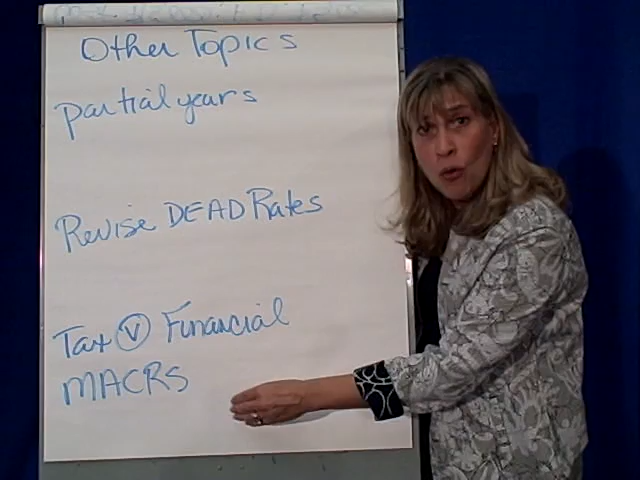 Other Topics
Partial years
Revise DEAD Rates
Tax V Financial
MACRS